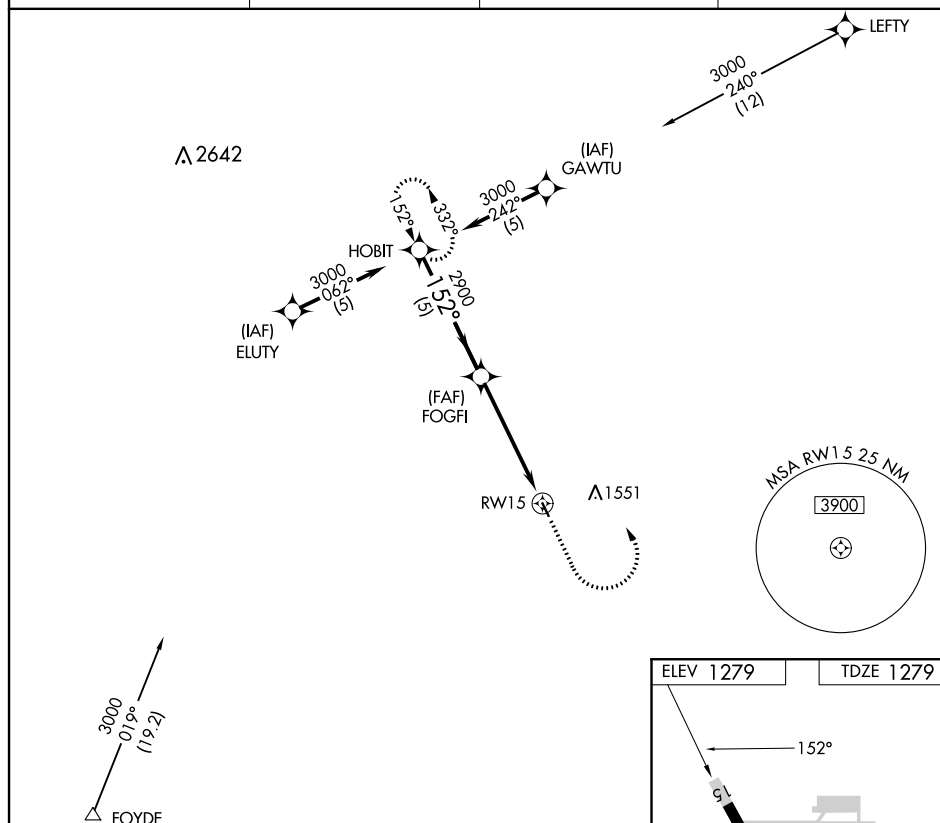 LEFTY
3000
240°
(12)
2642
(IAF)
GAWTU
3000
242°
(5)
152°
332°
HOBIT
3000
062°
(5)
2900
152°
(5)
(IAF)
ELUTY
(FAF)
FOGFI
RW15
1551
MSA RW15 25 NM
3900
3000
019°
(19.2)
FOYDE
ELEV 1279
TDZE 1279
152°
15